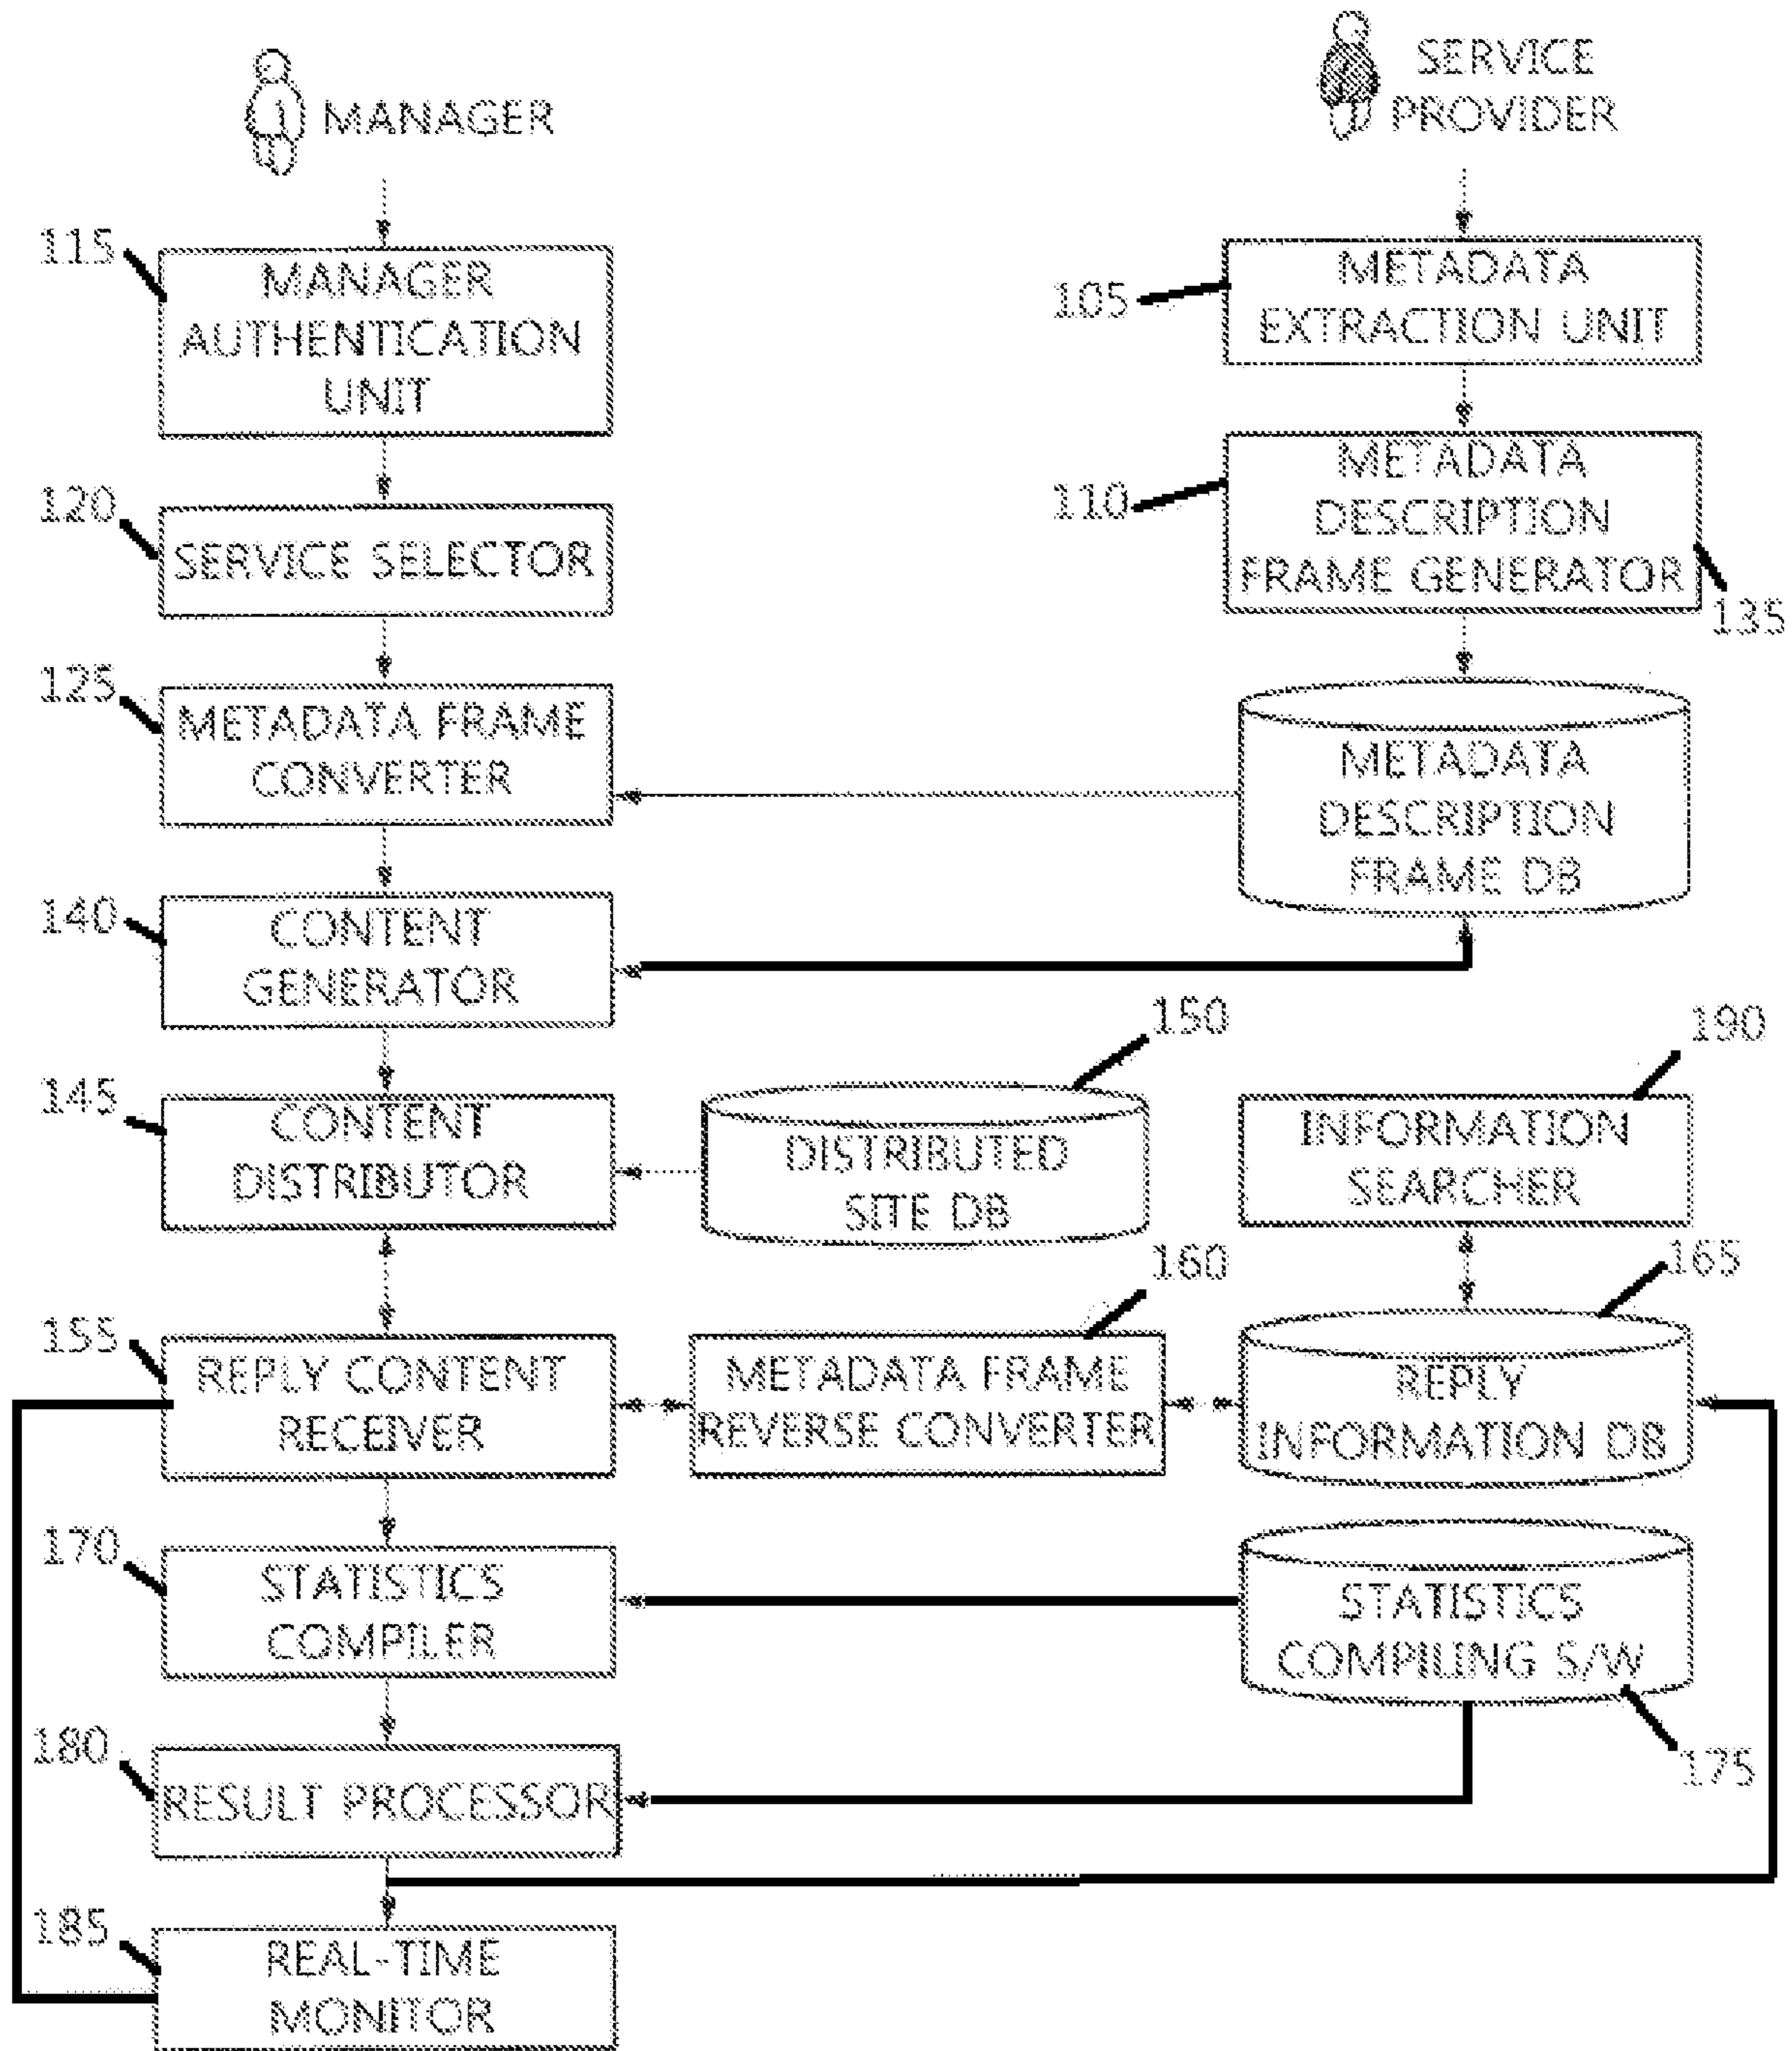 MANAGER
SERVICE
PROVIDER
115
MANAGER
AUTHENTICATION
UNIT
105
METADATA
EXTRACTION UNIT
120
SERVICE SELECTOR
110
METADATA
DESCRIPTION
FRAME GENERATOR
135
125
METADATA FRAME
CONVERTER
METADATA
DESCRIPTION
FRAME DB
140
CONTENT
GENERATOR
150
190
145
CONTENT
DISTRIBUTOR
DISTRIBUTED
SITE DB
INFORMATION
SEARCHER
160
165
155
REPLY CONTENT
RECEIVER
METADATA FRAME
REVERSE CONVERTER
REPLY
INFORMATION DB
170
STATISTICS
COMPILER
STATISTICS
COMPILING S/W
175
180
RESULT PROCESSOR
185
REAL-TIME
MONITOR